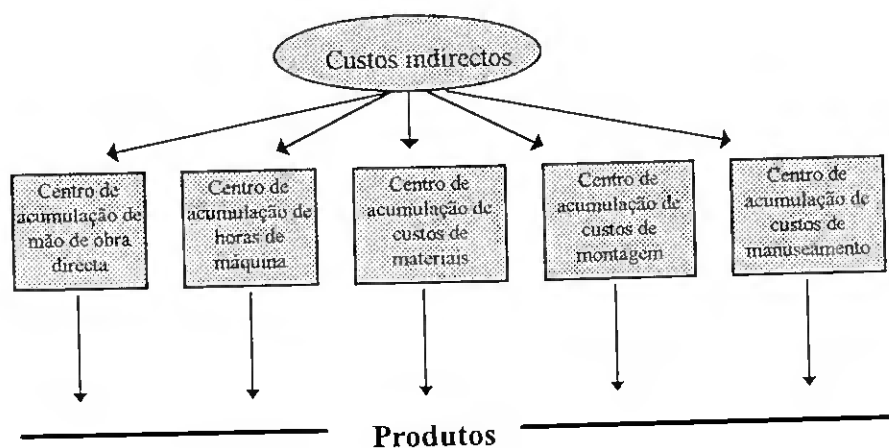 Custos indirectos
Centro de
acumulação de
mão de obra
directa
Centro de
acumulação de
horas de
máquina
Centro de
acumulação de
custos de
materiais
Centro de
acumulação de
custos de
montagem
Centro de
acumulação de
custos de
manuseamento
Produtos